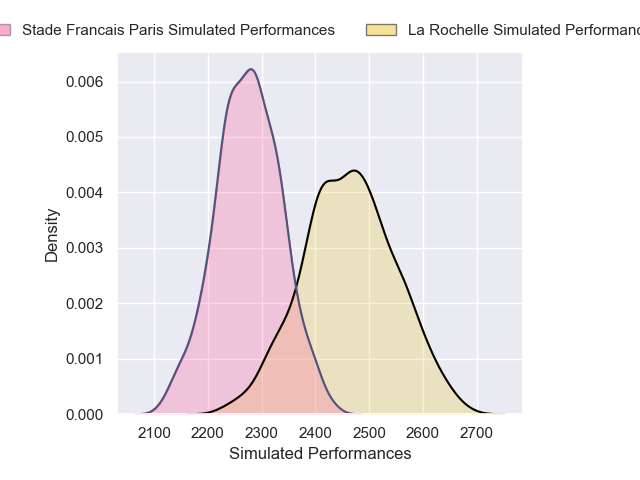 Stade Francais Paris Simulated Performances
La Rochelle Simulated
0.006
0.005
0.004
0.003
0.002
0.001
0.000
Density
2100 2200 2300 2400 2500 2600 2700
Simulated Performances